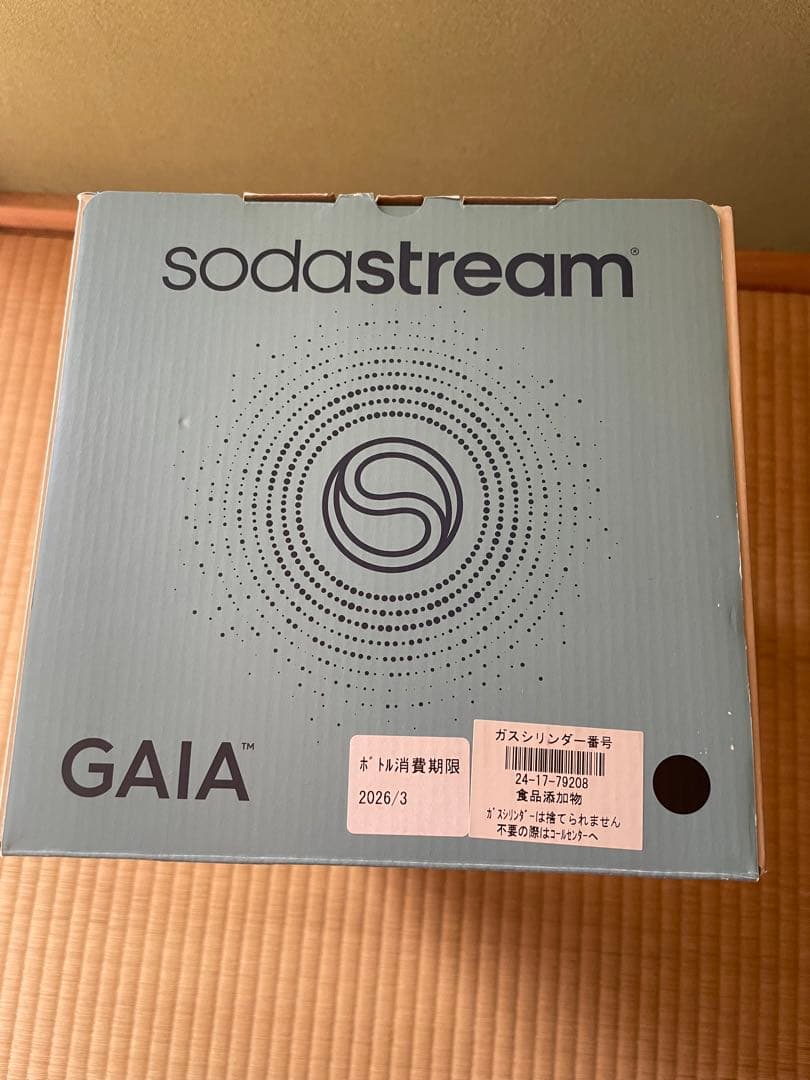 sodastream®
GAIA™
ﾎﾞﾄﾙ消費期限
2026/3
ガスシリンダー番号
24-17-79208
食品添加物
ｶﾞｽｼﾘﾝﾀﾞｰは捨てられません
不要の際はｺｰﾙｾﾝﾀｰへ